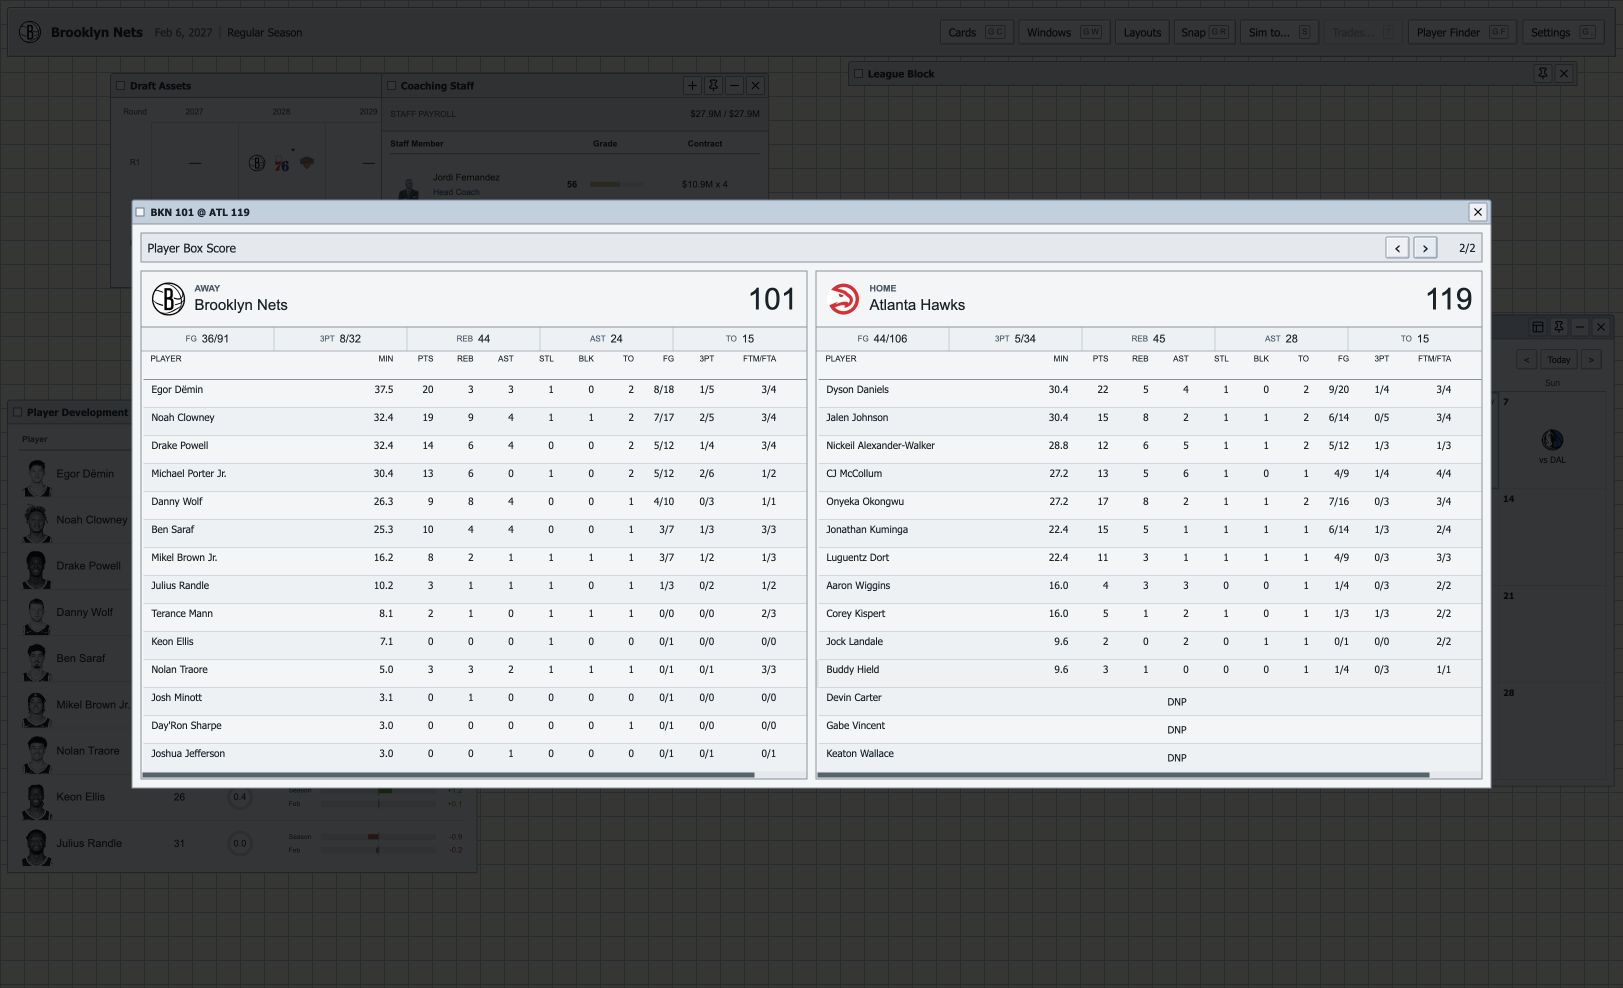 Brooklyn Nets Feb 6, 2027 | Regular Season Cards G C Windows G W Layouts Snap G R Sim to... S Trades... T Player Finder G F Settings G .
Draft Assets
Round 2027 2028 2029
R1 — —
Coaching Staff
STAFF PAYROLL $27.9M / $27.9M
Staff Member Grade Contract
Jordi Fernandez
Head Coach
56 $10.9M x 4
League Block
BKN 101 @ ATL 119
Player Box Score 2/2
AWAY
Brooklyn Nets 101
FG 36/91 3PT 8/32 REB 44 AST 24 TO 15
PLAYER MIN PTS REB AST STL BLK TO FG 3PT FTM/FTA
Egor Dëmin 37.5 20 3 3 1 0 2 8/18 1/5 3/4
Noah Clowney 32.4 19 9 4 1 1 2 7/17 2/5 3/4
Drake Powell 32.4 14 6 4 0 0 2 5/12 1/4 3/4
Michael Porter Jr. 30.4 13 6 0 1 0 2 5/12 2/6 1/2
Danny Wolf 26.3 9 8 4 0 0 1 4/10 0/3 1/1
Ben Saraf 25.3 10 4 4 0 0 1 3/7 1/3 3/3
Mikel Brown Jr. 16.2 8 2 1 1 1 1 3/7 1/2 1/3
Julius Randle 10.2 3 1 1 1 0 1 1/3 0/2 1/2
Terance Mann 8.1 2 1 0 1 1 1 0/0 0/0 2/3
Keon Ellis 7.1 0 0 0 1 0 0 0/1 0/0 0/0
Nolan Traore 5.0 3 3 2 1 1 1 0/1 0/1 3/3
Josh Minott 3.1 0 1 0 0 0 0 0/1 0/0 0/0
Day'Ron Sharpe 3.0 0 0 0 0 0 1 0/1 0/0 0/0
Joshua Jefferson 3.0 0 0 1 0 0 0 0/1 0/1 0/1
HOME
Atlanta Hawks 119
FG 44/106 3PT 5/34 REB 45 AST 28 TO 15
PLAYER MIN PTS REB AST STL BLK TO FG 3PT FTM/FTA
Dyson Daniels 30.4 22 5 4 1 0 2 9/20 1/4 3/4
Jalen Johnson 30.4 15 8 2 1 1 2 6/14 0/5 3/4
Nickeil Alexander-Walker 28.8 12 6 5 1 1 2 5/12 1/3 1/3
CJ McCollum 27.2 13 5 6 1 0 1 4/9 1/4 4/4
Onyeka Okongwu 27.2 17 8 2 1 1 2 7/16 0/3 3/4
Jonathan Kuminga 22.4 15 5 1 1 1 1 6/14 1/3 2/4
Luguentz Dort 22.4 11 3 1 1 1 1 4/9 0/3 3/3
Aaron Wiggins 16.0 4 3 3 0 0 1 1/4 0/3 2/2
Corey Kispert 16.0 5 1 2 1 0 1 1/3 1/3 2/2
Jock Landale 9.6 2 0 2 0 1 1 0/1 0/0 2/2
Buddy Hield 9.6 3 1 0 0 0 1 1/4 0/3 1/1
Devin Carter DNP
Gabe Vincent DNP
Keaton Wallace DNP
Player Development
Player
Egor Dëmin
Noah Clowney
Drake Powell
Danny Wolf
Ben Saraf
Mikel Brown Jr.
Nolan Traore
Keon Ellis 26 0.4 Season +1.2
Feb +0.1
Julius Randle 31 0.0 Season -0.9
Feb -0.2
< Today >
Sun
7
vs DAL
14
21
28